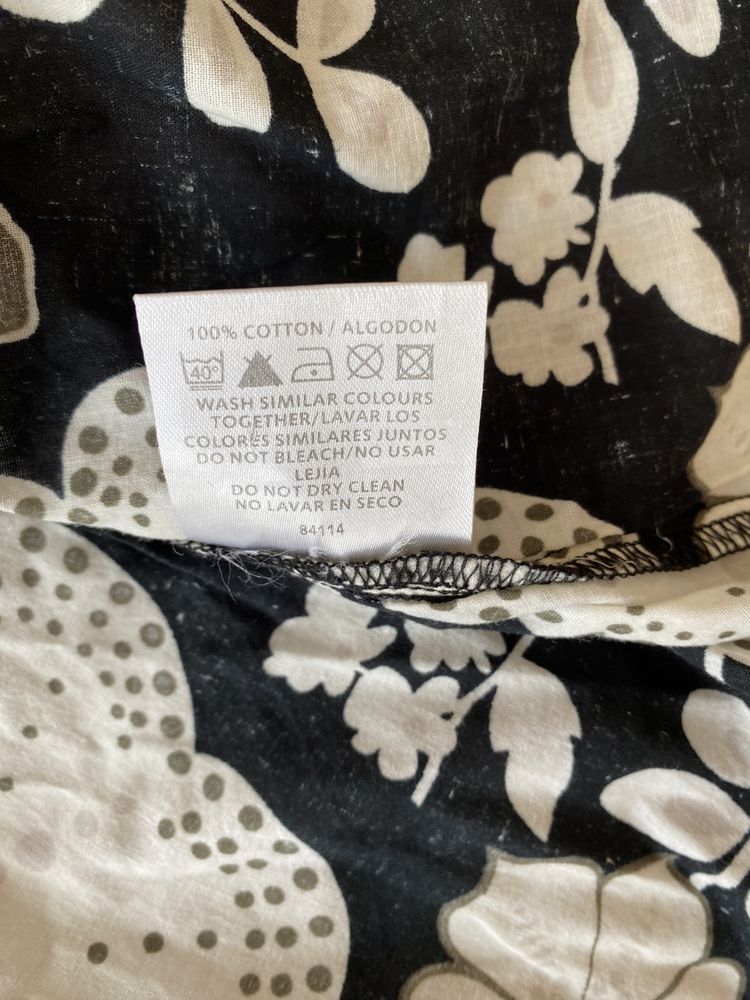 100% COTTON / ALGODON
40°
WASH SIMILAR COLOURS
TOGETHER/LAVAR LOS
COLORES SIMILARES JUNTOS
DO NOT BLEACH/NO USAR
LEJIA
DO NOT DRY CLEAN
NO LAVAR EN SECO
84114